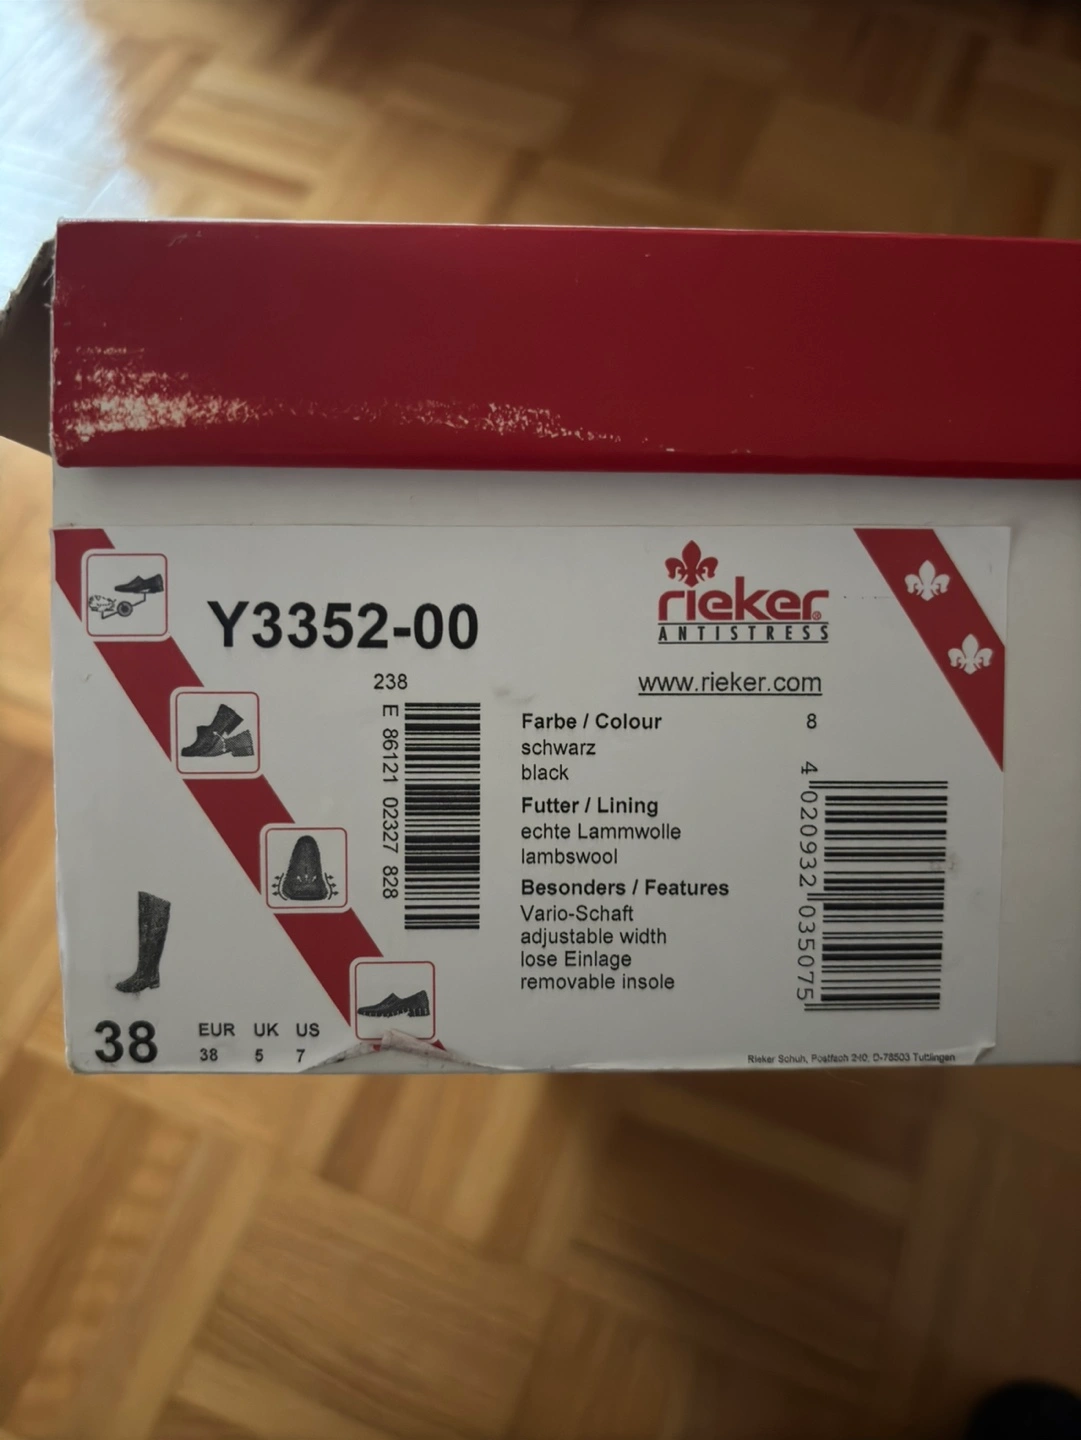 Y3352-00
rieker®
ANTISTRESS
www.rieker.com
238
E 86121 02327 828
Farbe / Colour
schwarz
black
Futter / Lining
echte Lammwolle
lambswool
Besonders / Features
Vario-Schaft
adjustable width
lose Einlage
removable insole
8
4 020932 035075
38
EUR UK US
38 5 7
Rieker Schuh, Postfach 240, D-78503 Tuttlingen